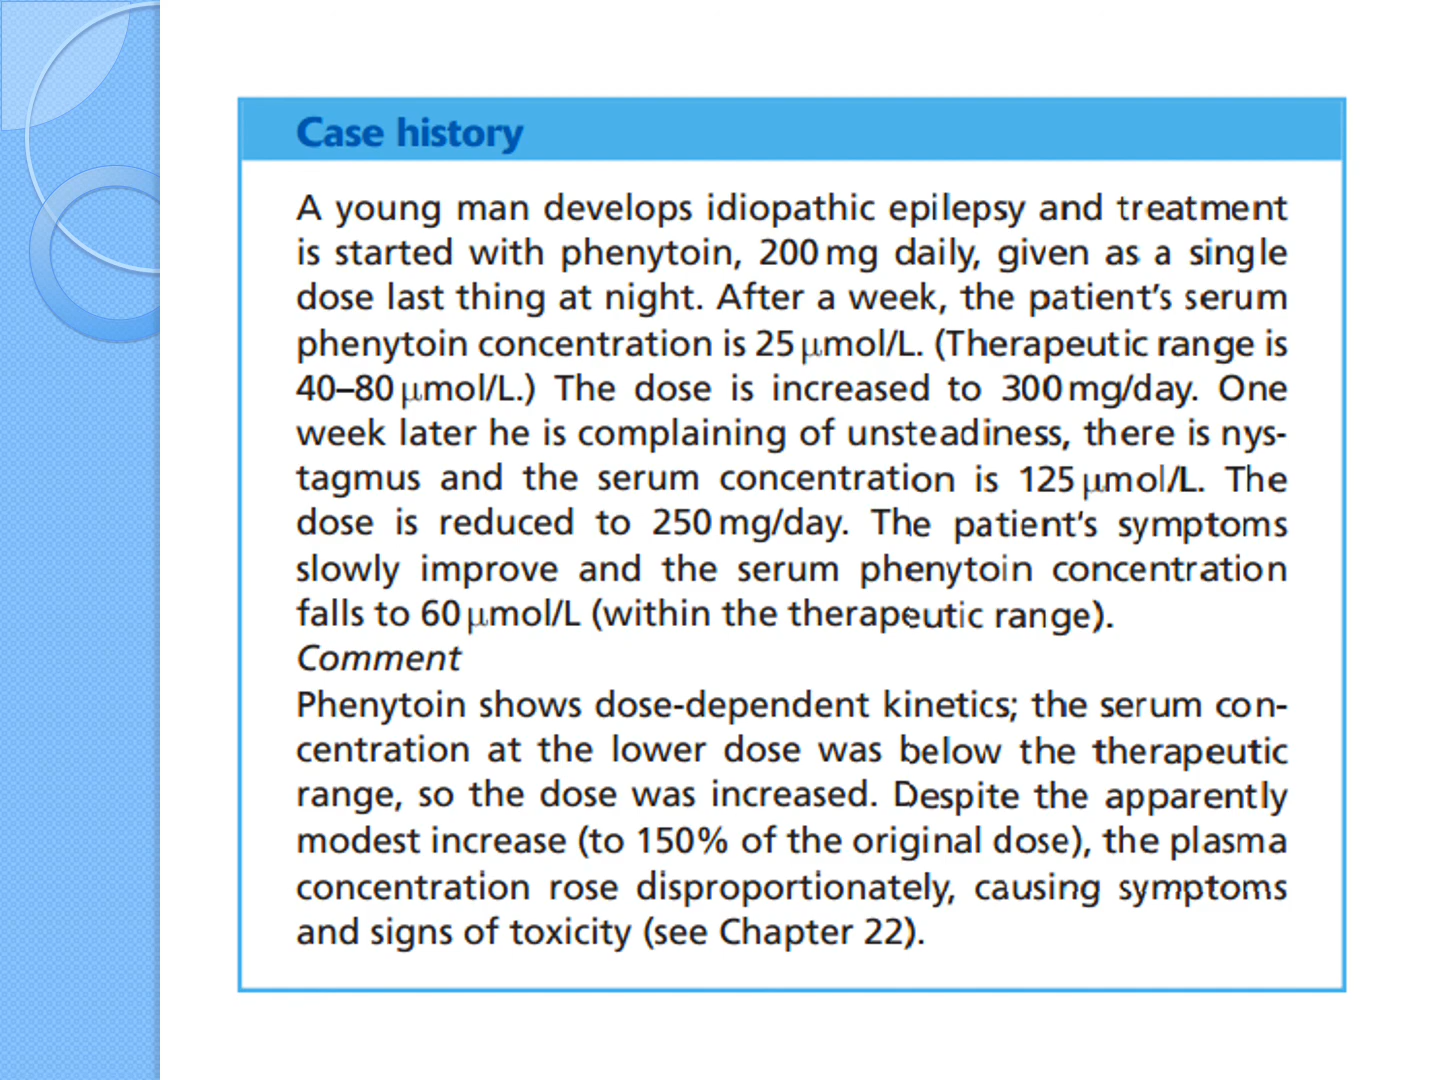 Case history
A young man develops idiopathic epilepsy and treatment
is started with phenytoin, 200 mg daily, given as a single
dose last thing at night. After a week, the patient’s serum
phenytoin concentration is 25 μmol/L. (Therapeutic range is
40–80 μmol/L.) The dose is increased to 300 mg/day. One
week later he is complaining of unsteadiness, there is nys-
tagmus and the serum concentration is 125 μmol/L. The
dose is reduced to 250 mg/day. The patient’s symptoms
slowly improve and the serum phenytoin concentration
falls to 60 μmol/L (within the therapeutic range).
Comment
Phenytoin shows dose-dependent kinetics; the serum con-
centration at the lower dose was below the therapeutic
range, so the dose was increased. Despite the apparently
modest increase (to 150% of the original dose), the plasma
concentration rose disproportionately, causing symptoms
and signs of toxicity (see Chapter 22).